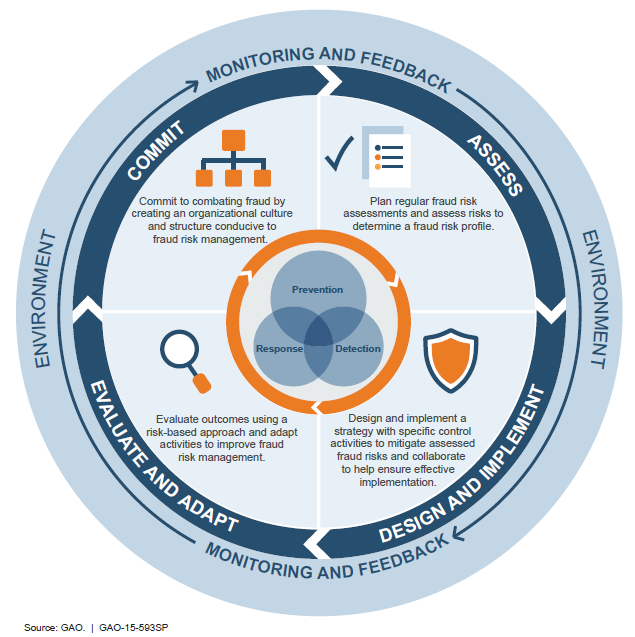 MONITORING AND FEEDBACK
COMMIT
ASSESS
Commit to combating fraud by
creating an organizational culture
and structure conducive to
fraud risk management.
Plan regular fraud risk
assessments and assess risks to
determine a fraud risk profile.
ENVIRONMENT
ENVIRONMENT
Prevention
Response
Detection
Evaluate outcomes using a
risk-based approach and adapt
activities to improve fraud
risk management.
Design and implement a
strategy with specific control
activities to mitigate assessed
fraud risks and collaborate
to help ensure effective
implementation.
EVALUATE AND ADAPT
DESIGN AND IMPLEMENT
MONITORING AND FEEDBACK
Source: GAO. | GAO-15-593SP